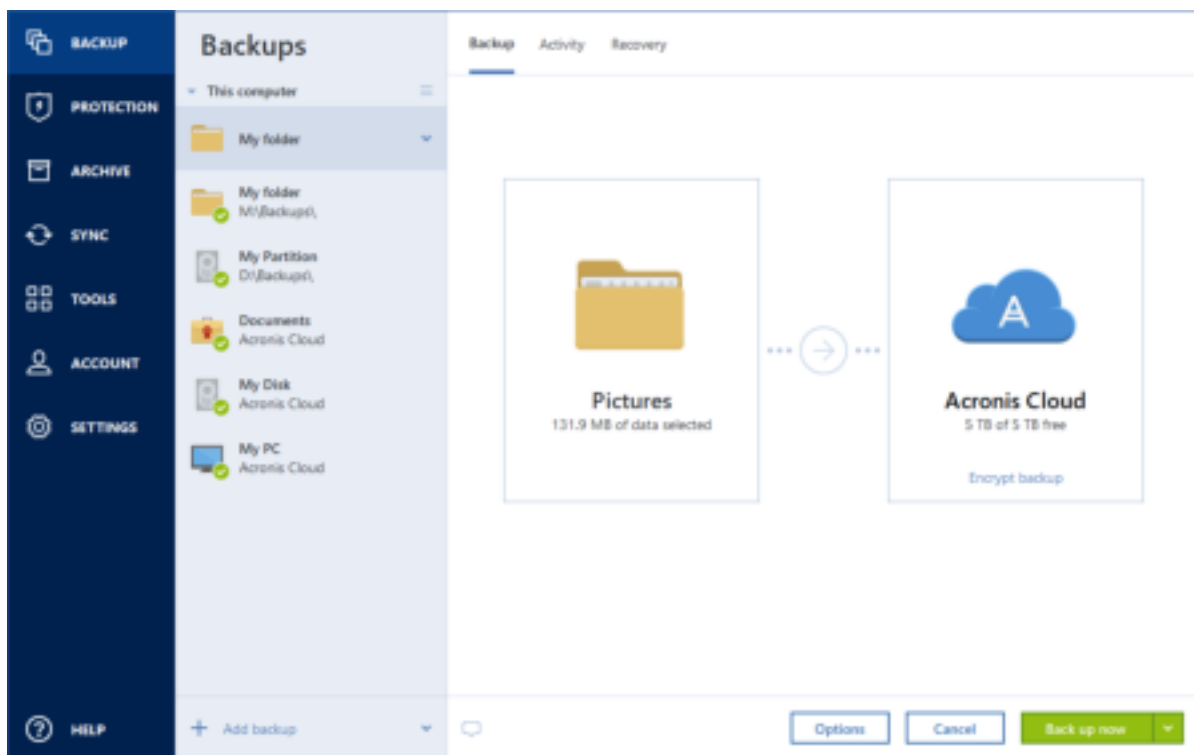 BACKUP
PROTECTION
ARCHIVE
SYNC
TOOLS
ACCOUNT
SETTINGS
HELP
Backups
This computer
My folder
My folder
M:\Backups\,
My Partition
D:\Backups\,
Documents
Acronis Cloud
My Disk
Acronis Cloud
My PC
Acronis Cloud
Add backup
Backup Activity Recovery
Pictures
131.9 MB of data selected
Acronis Cloud
5 TB of 5 TB free
Encrypt backup
Options Cancel Back up now